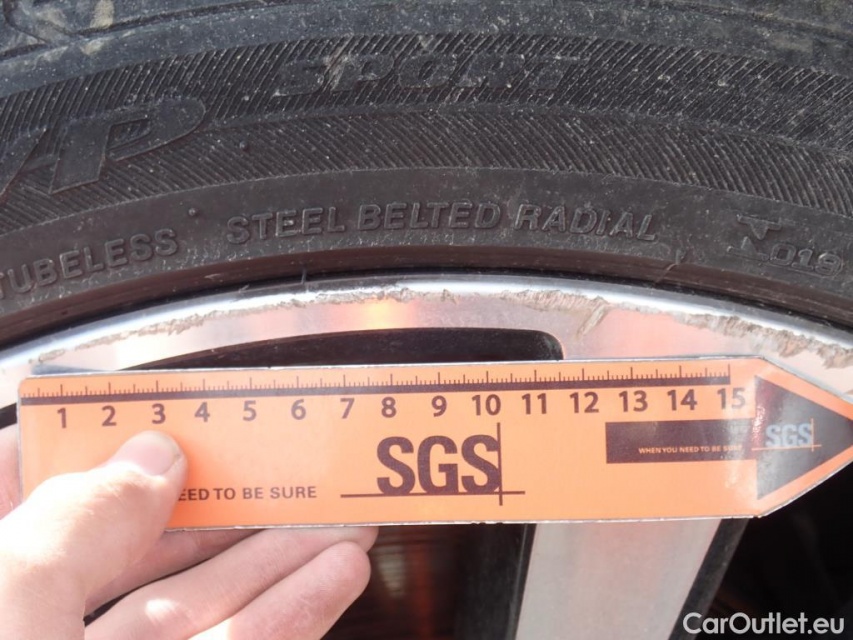 SPORT
TUBELESS STEEL BELTED RADIAL
1 2 3 4 5 6 7 8 9 10 11 12 13 14 15
SGS
WHEN YOU NEED TO BE SURE
SGS
EED TO BE SURE
CarOutlet.eu